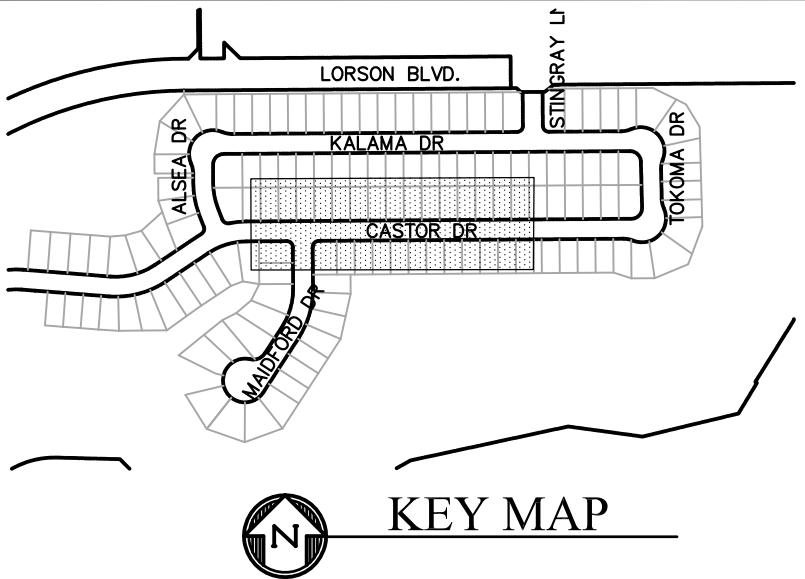 STINGRAY LN
LORSON BLVD.
ALSEA DR
KALAMA DR
TOKOMA DR
CASTOR DR
MAIDFORD DR
N
KEY MAP